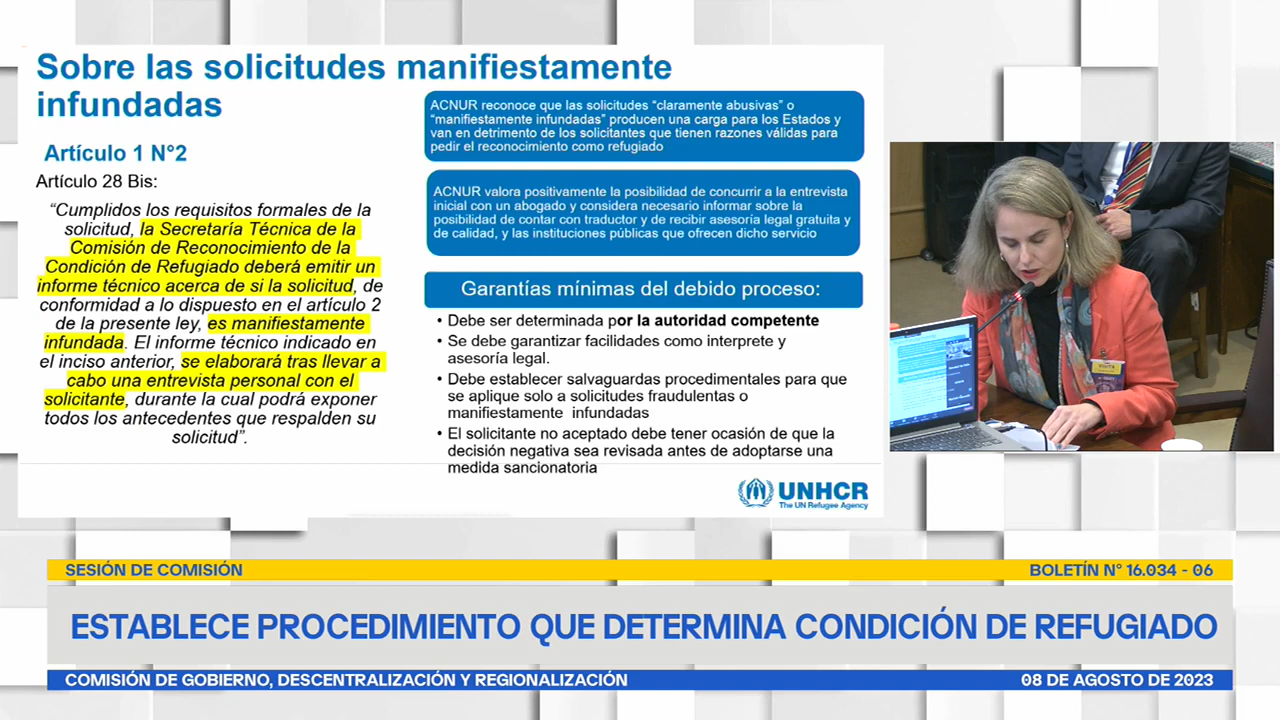 Sobre las solicitudes manifiestamente
infundadas
Artículo 1 N°2
Artículo 28 Bis:
“Cumplidos los requisitos formales de la
solicitud, la Secretaría Técnica de la
Comisión de Reconocimiento de la
Condición de Refugiado deberá emitir un
informe técnico acerca de si la solicitud, de
conformidad a lo dispuesto en el artículo 2
de la presente ley, es manifiestamente
infundada. El informe técnico indicado en
el inciso anterior, se elaborará tras llevar a
cabo una entrevista personal con el
solicitante, durante la cual podrá exponer
todos los antecedentes que respalden su
solicitud”.
ACNUR reconoce que las solicitudes “claramente abusivas” o
“manifiestamente infundadas” producen una carga para los Estados y
van en detrimento de los solicitantes que tienen razones válidas para
pedir el reconocimiento como refugiado
ACNUR valora positivamente la posibilidad de concurrir a la entrevista
inicial con un abogado y considera necesario informar sobre la
posibilidad de contar con traductor y de recibir asesoría legal gratuita y
de calidad, y las instituciones públicas que ofrecen dicho servicio
Garantías mínimas del debido proceso:
• Debe ser determinada por la autoridad competente
• Se debe garantizar facilidades como interprete y
asesoría legal.
• Debe establecer salvaguardas procedimentales para que
se aplique solo a solicitudes fraudulentas o
manifiestamente infundadas
• El solicitante no aceptado debe tener ocasión de que la
decisión negativa sea revisada antes de adoptarse una
medida sancionatoria
UNHCR
The UN Refugee Agency
VISITA
SESIÓN DE COMISIÓN
BOLETÍN N° 16.034 - 06
ESTABLECE PROCEDIMIENTO QUE DETERMINA CONDICIÓN DE REFUGIADO
COMISIÓN DE GOBIERNO, DESCENTRALIZACIÓN Y REGIONALIZACIÓN
08 DE AGOSTO DE 2023